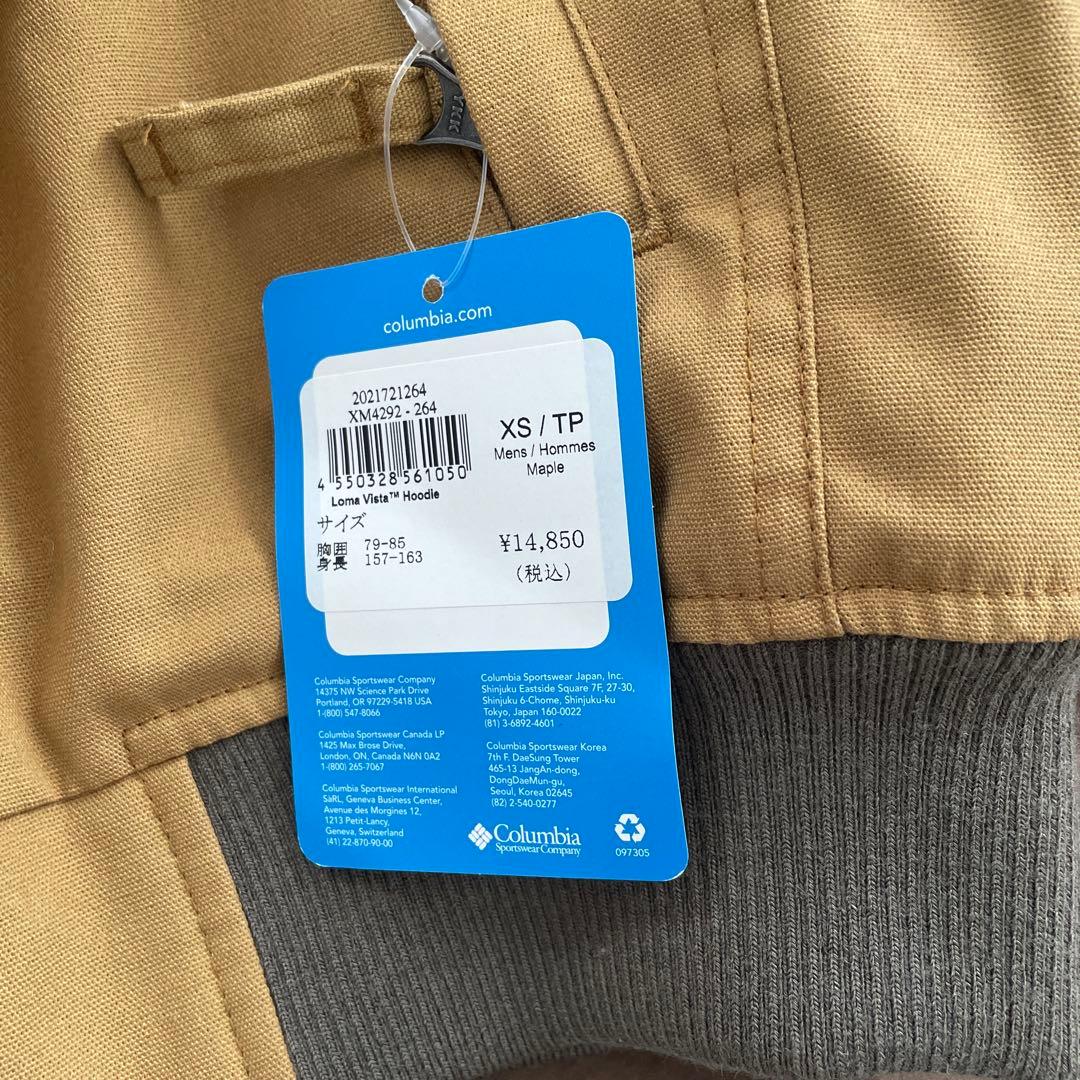 YKK
columbia.com
2021721264
XM4292 - 264
4 550328 561050
Loma Vista™ Hoodie
サイズ
胸囲 79-85
身長 157-163
XS / TP
Mens / Hommes
Maple
¥14,850
(税込)
Columbia Sportswear Company
14375 NW Science Park Drive
Portland, OR 97229-5418 USA
1-(800) 547-8066
Columbia Sportswear Canada LP
1425 Max Brose Drive,
London, ON, Canada N6N 0A2
1-(800) 265-7067
Columbia Sportswear International
SàRL, Geneva Business Center,
Avenue des Morgines 12,
1213 Petit-Lancy,
Geneva, Switzerland
(41) 22-870-90-00
Columbia Sportswear Japan, Inc.
Shinjuku Eastside Square 7F, 27-30,
Shinjuku 6-Chome, Shinjuku-ku
Tokyo, Japan 160-0022
(81) 3-6892-4601
Columbia Sportswear Korea
7th F. DaeSung Tower
465-13 JangAn-dong,
DongDaeMun-gu,
Seoul, Korea 02645
(82) 2-540-0277
Columbia
Sportswear Company
097305